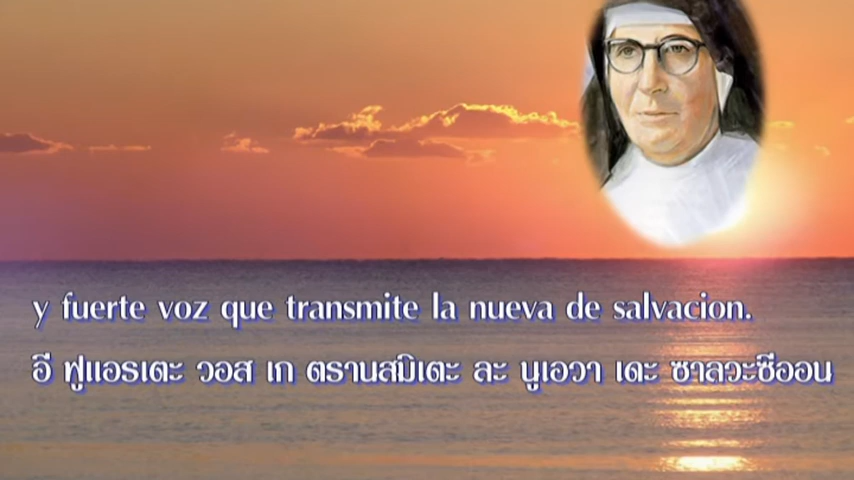 y fuerte voz que transmite la nueva de salvacion.
อี ฟูแอรเตะ วอส เก ตรานสมิเตะ ละ นูเอวา เดะ ซาลวะซีออน